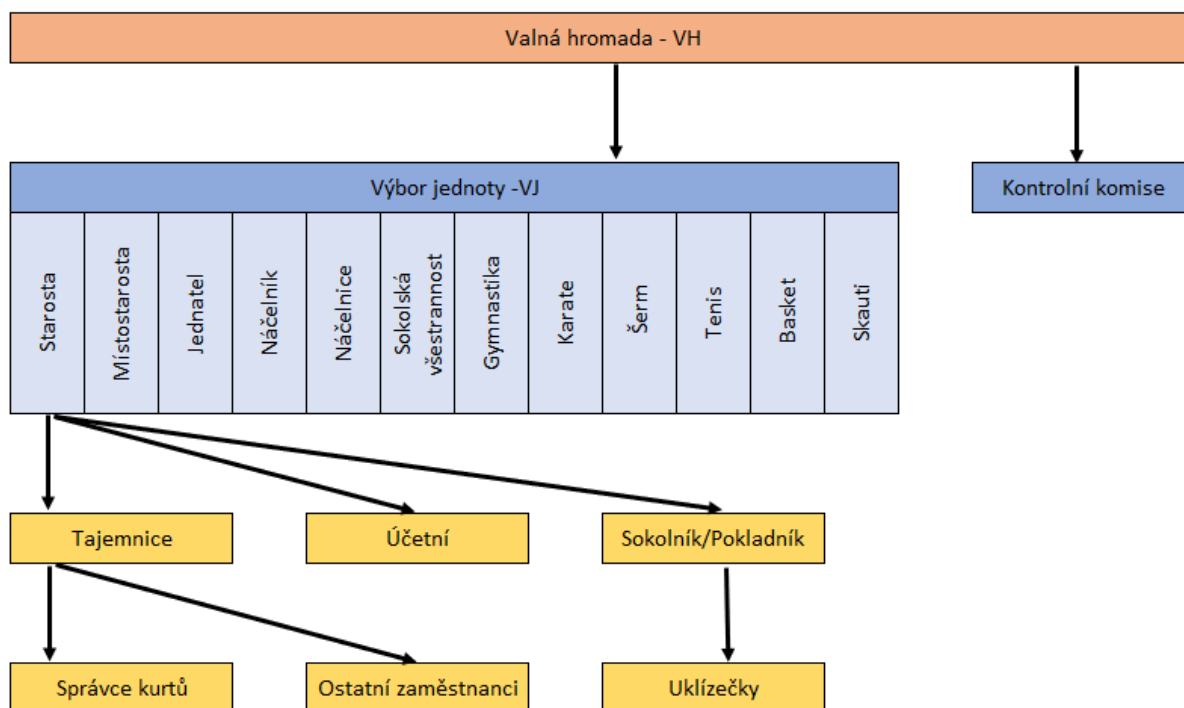 Valná hromada - VH
Výbor jednoty -VJ
Kontrolní komise
Starosta
Místostarosta
Jednatel
Náčelník
Náčelnice
Sokolská
všestrannost
Gymnastika
Karate
Šerm
Tenis
Basket
Skauti
Tajemnice
Účetní
Sokolník/Pokladník
Správce kurtů
Ostatní zaměstnanci
Uklízečky